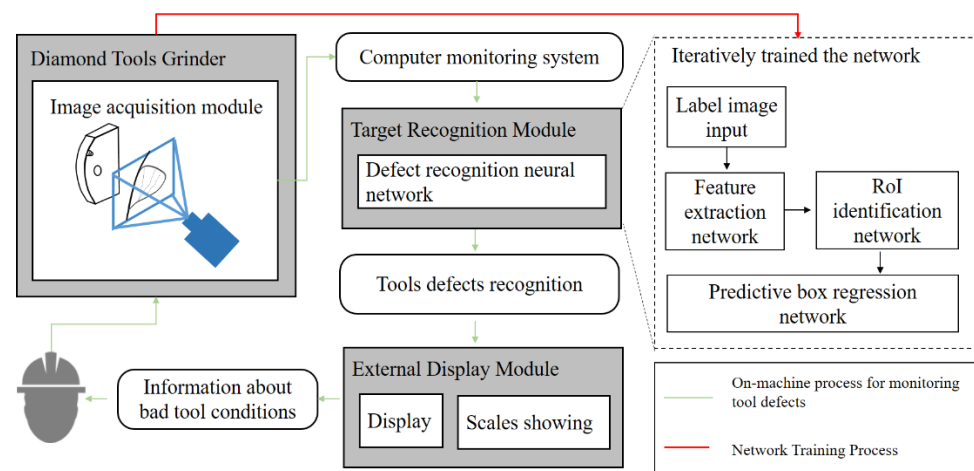 Diamond Tools Grinder
Image acquisition module
Computer monitoring system
Target Recognition Module
Defect recognition neural
network
Tools defects recognition
External Display Module
Display
Scales showing
Information about
bad tool conditions
Iteratively trained the network
Label image
input
Feature
extraction
network
RoI
identification
network
Predictive box regression
network
On-machine process for monitoring
tool defects
Network Training Process